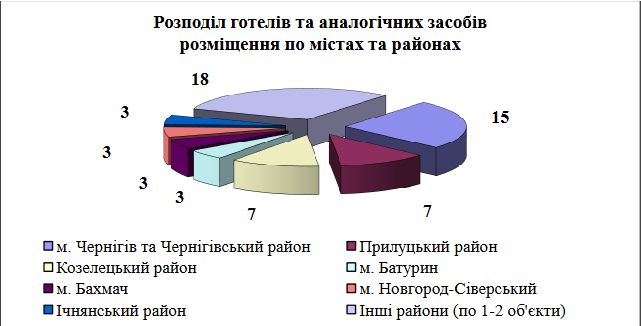 Розподіл готелів та аналогічних засобів
розміщення по містах та районах
18
15
3
3
3
3
7
7
м. Чернігів та Чернігівський район
Прилуцький район
Козелецький район
м. Батурин
м. Бахмач
м. Новгород-Сіверський
Ічнянський район
Інші райони (по 1-2 об'єкти)